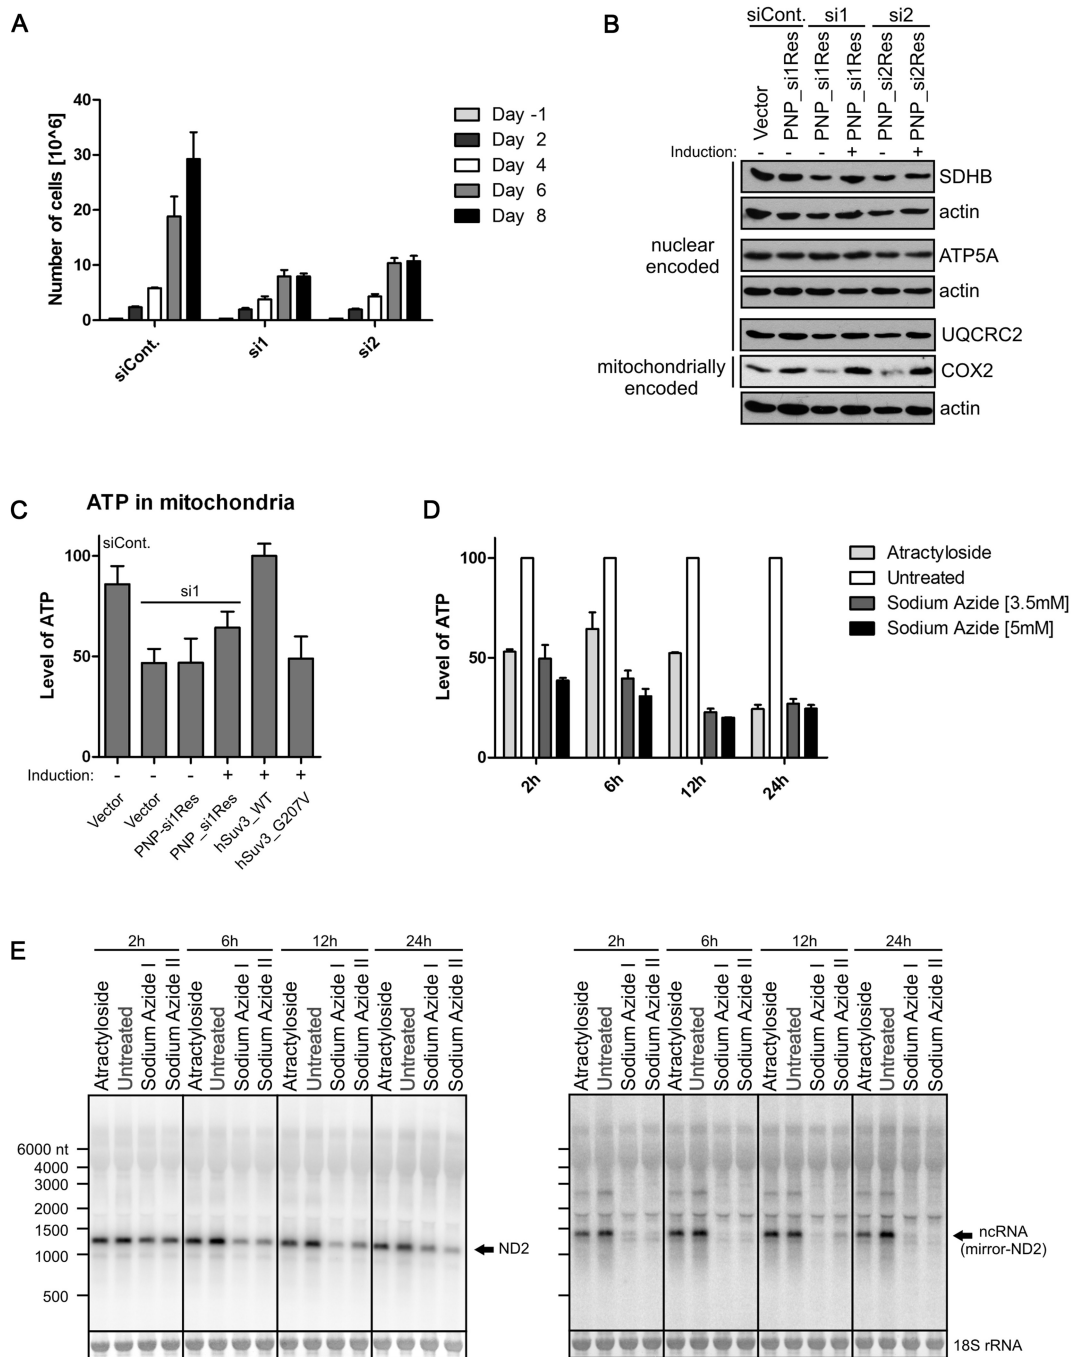 A
Number of cells [10^6]
40
30
20
10
0
siCont.
si1
si2
Day -1
Day 2
Day 4
Day 6
Day 8
B
siCont.
si1
si2
Vector
PNP_si1Res
PNP_si1Res
PNP_si1Res
PNP_si2Res
PNP_si2Res
Induction:
-
-
-
+
-
+
nuclear
encoded
mitochondrially
encoded
SDHB
actin
ATP5A
actin
UQCRC2
COX2
actin
C
ATP in mitochondria
Level of ATP
100
50
0
siCont.
si1
Induction:
-
-
-
+
+
+
Vector
Vector
PNP-si1Res
PNP_si1Res
hSuv3_WT
hSuv3_G207V
D
Level of ATP
100
50
0
2h
6h
12h
24h
Atractyloside
Untreated
Sodium Azide [3.5mM]
Sodium Azide [5mM]
E
2h
6h
12h
24h
Atractyloside
Untreated
Sodium Azide I
Sodium Azide II
Atractyloside
Untreated
Sodium Azide I
Sodium Azide II
Atractyloside
Untreated
Sodium Azide I
Sodium Azide II
Atractyloside
Untreated
Sodium Azide I
Sodium Azide II
6000 nt
4000
3000
2000
1500
1000
500
ND2
2h
6h
12h
24h
Atractyloside
Untreated
Sodium Azide I
Sodium Azide II
Atractyloside
Untreated
Sodium Azide I
Sodium Azide II
Atractyloside
Untreated
Sodium Azide I
Sodium Azide II
Atractyloside
Untreated
Sodium Azide I
Sodium Azide II
ncRNA
(mirror-ND2)
18S rRNA